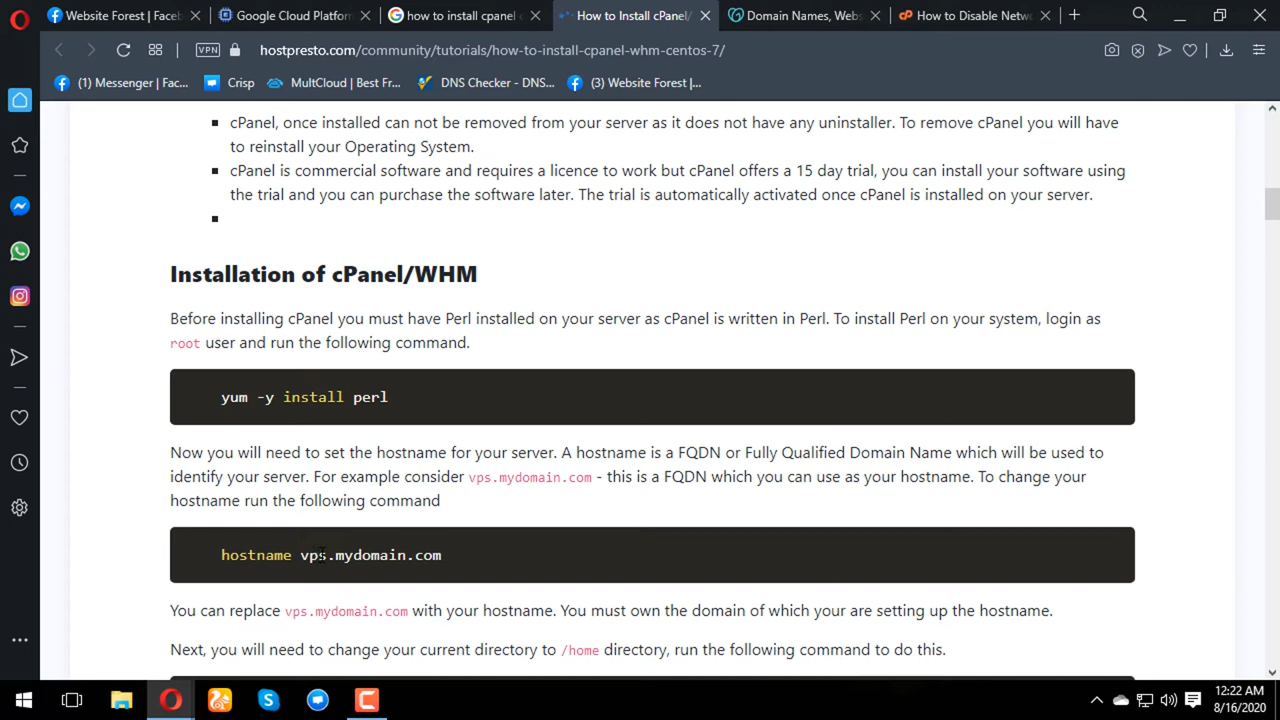 Website Forest | Facel
Google Cloud Platform
how to install cpanel c
How to Install cPanel/
Domain Names, Webs
How to Disable Netw
VPN
hostpresto.com/community/tutorials/how-to-install-cpanel-whm-centos-7/
(1) Messenger | Fac...
Crisp
MultCloud | Best Fr...
DNS Checker - DNS...
(3) Website Forest |...
cPanel, once installed can not be removed from your server as it does not have any uninstaller. To remove cPanel you will have
to reinstall your Operating System.
cPanel is commercial software and requires a licence to work but cPanel offers a 15 day trial, you can install your software using
the trial and you can purchase the software later. The trial is automatically activated once cPanel is installed on your server.
Installation of cPanel/WHM
Before installing cPanel you must have Perl installed on your server as cPanel is written in Perl. To install Perl on your system, login as
root user and run the following command.
yum -y install perl
Now you will need to set the hostname for your server. A hostname is a FQDN or Fully Qualified Domain Name which will be used to
identify your server. For example consider vps.mydomain.com - this is a FQDN which you can use as your hostname. To change your
hostname run the following command
hostname vps.mydomain.com
You can replace vps.mydomain.com with your hostname. You must own the domain of which your are setting up the hostname.
Next, you will need to change your current directory to /home directory, run the following command to do this.
12:22 AM
8/16/2020